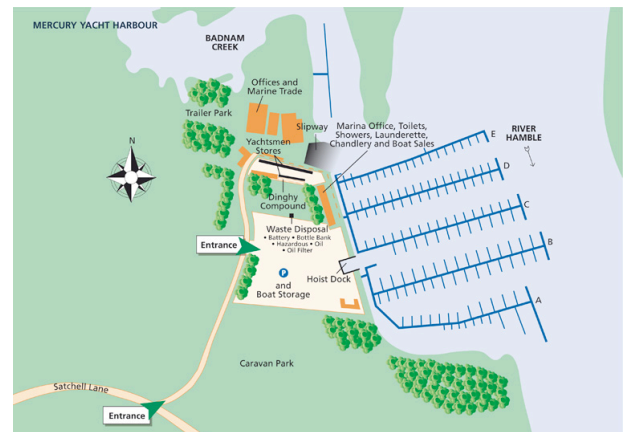 MERCURY YACHT HARBOUR
BADNAM
CREEK
Offices and
Marine Trade
Trailer Park
Slipway
Marina Office, Toilets,
Showers, Launderette,
Chandlery and Boat Sales
E
RIVER
HAMBLE
N
Yachtsmen
Stores
D
Dinghy
Compound
C
Waste Disposal
• Battery • Bottle Bank
• Hazardous • Oil
• Oil Filter
Entrance
B
P
and
Boat Storage
Hoist Dock
A
Caravan Park
Satchell Lane
Entrance